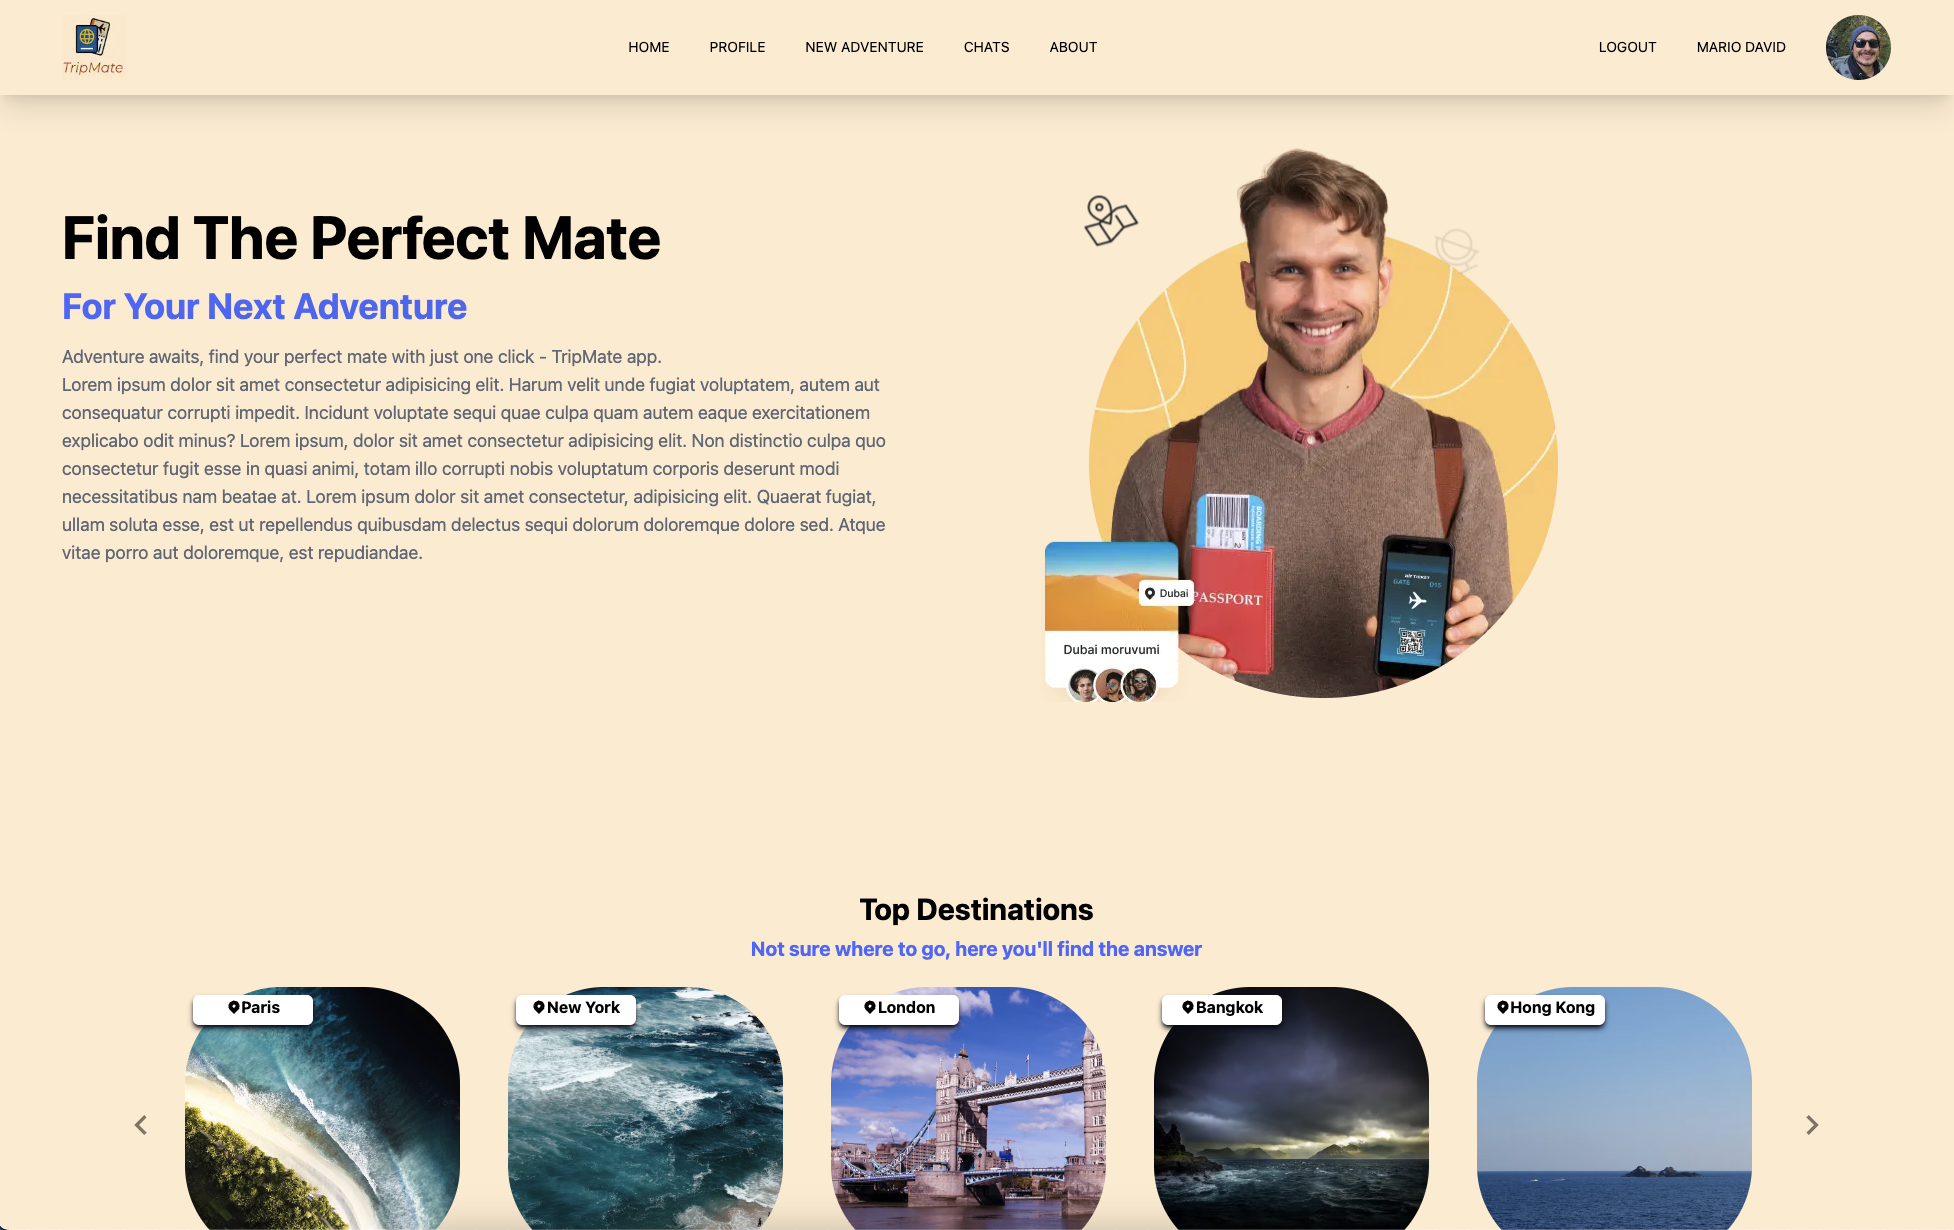 TripMate
HOME
PROFILE
NEW ADVENTURE
CHATS
ABOUT
LOGOUT
MARIO DAVID
Find The Perfect Mate
For Your Next Adventure
Adventure awaits, find your perfect mate with just one click - TripMate app.
Lorem ipsum dolor sit amet consectetur adipisicing elit. Harum velit unde fugiat voluptatem, autem aut
consequatur corrupti impedit. Incidunt voluptate sequi quae culpa quam autem eaque exercitationem
explicabo odit minus? Lorem ipsum, dolor sit amet consectetur adipisicing elit. Non distinctio culpa quo
consectetur fugit esse in quasi animi, totam illo corrupti nobis voluptatum corporis deserunt modi
necessitatibus nam beatae at. Lorem ipsum dolor sit amet consectetur, adipisicing elit. Quaerat fugiat,
ullam soluta esse, est ut repellendus quibusdam delectus sequi dolorum doloremque dolore sed. Atque
vitae porro aut doloremque, est repudiandae.
BOARDING
PASSPORT
AIR TICKET
GATE D15
Dubai
Dubai moruvumi
Top Destinations
Not sure where to go, here you'll find the answer
Paris
New York
London
Bangkok
Hong Kong